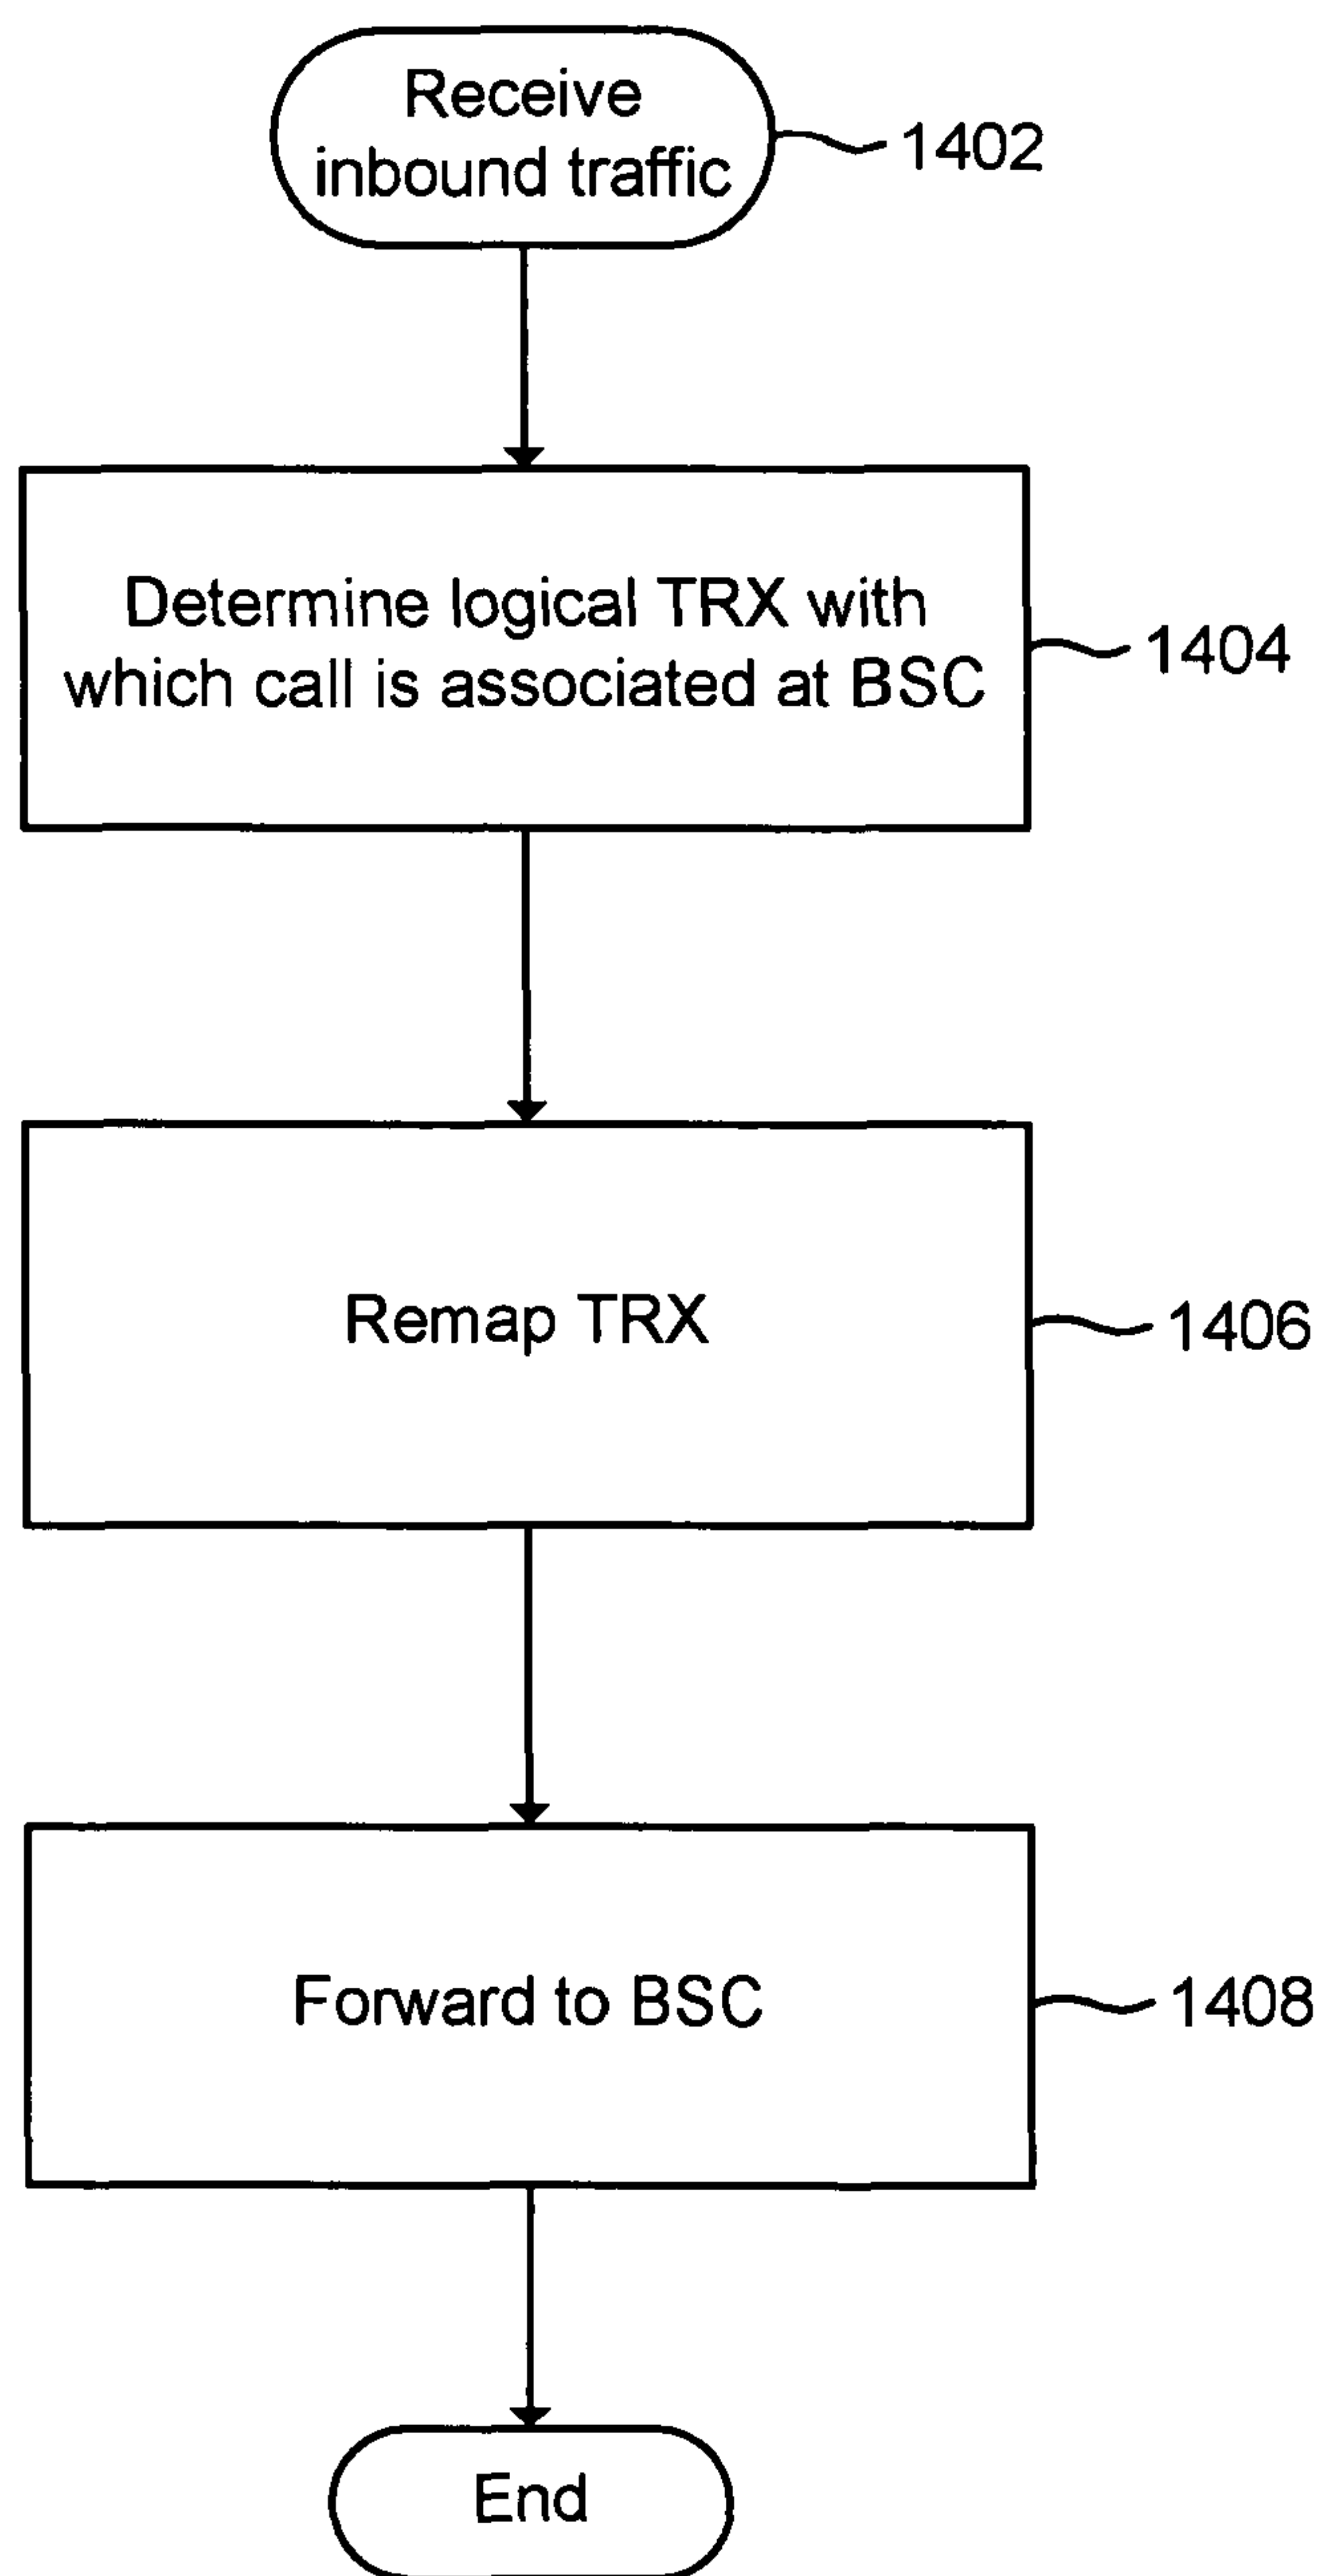 Receive
inbound traffic
1402
Determine logical TRX with
which call is associated at BSC
1404
Remap TRX
1406
Forward to BSC
1408
End